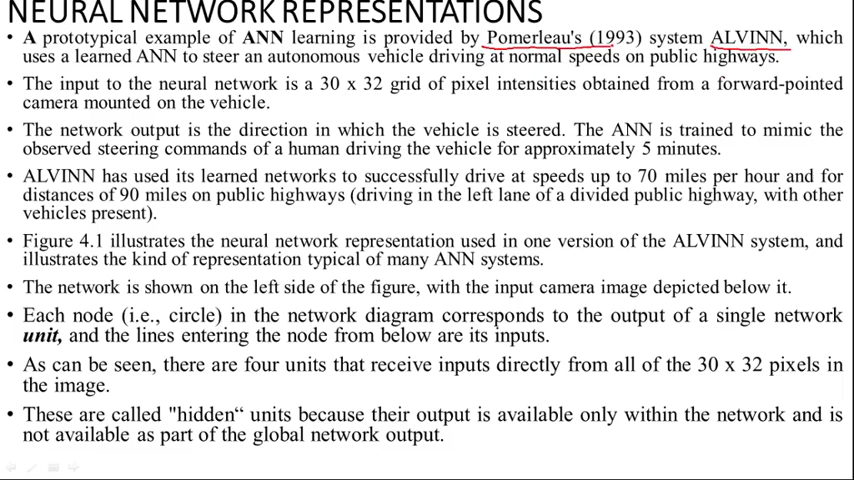 NEURAL NETWORK REPRESENTATIONS
• A prototypical example of ANN learning is provided by Pomerleau's (1993) system ALVINN, which
uses a learned ANN to steer an autonomous vehicle driving at normal speeds on public highways.
• The input to the neural network is a 30 x 32 grid of pixel intensities obtained from a forward-pointed
camera mounted on the vehicle.
• The network output is the direction in which the vehicle is steered. The ANN is trained to mimic the
observed steering commands of a human driving the vehicle for approximately 5 minutes.
• ALVINN has used its learned networks to successfully drive at speeds up to 70 miles per hour and for
distances of 90 miles on public highways (driving in the left lane of a divided public highway, with other
vehicles present).
• Figure 4.1 illustrates the neural network representation used in one version of the ALVINN system, and
illustrates the kind of representation typical of many ANN systems.
• The network is shown on the left side of the figure, with the input camera image depicted below it.
• Each node (i.e., circle) in the network diagram corresponds to the output of a single network
unit, and the lines entering the node from below are its inputs.
• As can be seen, there are four units that receive inputs directly from all of the 30 x 32 pixels in
the image.
• These are called "hidden“ units because their output is available only within the network and is
not available as part of the global network output.